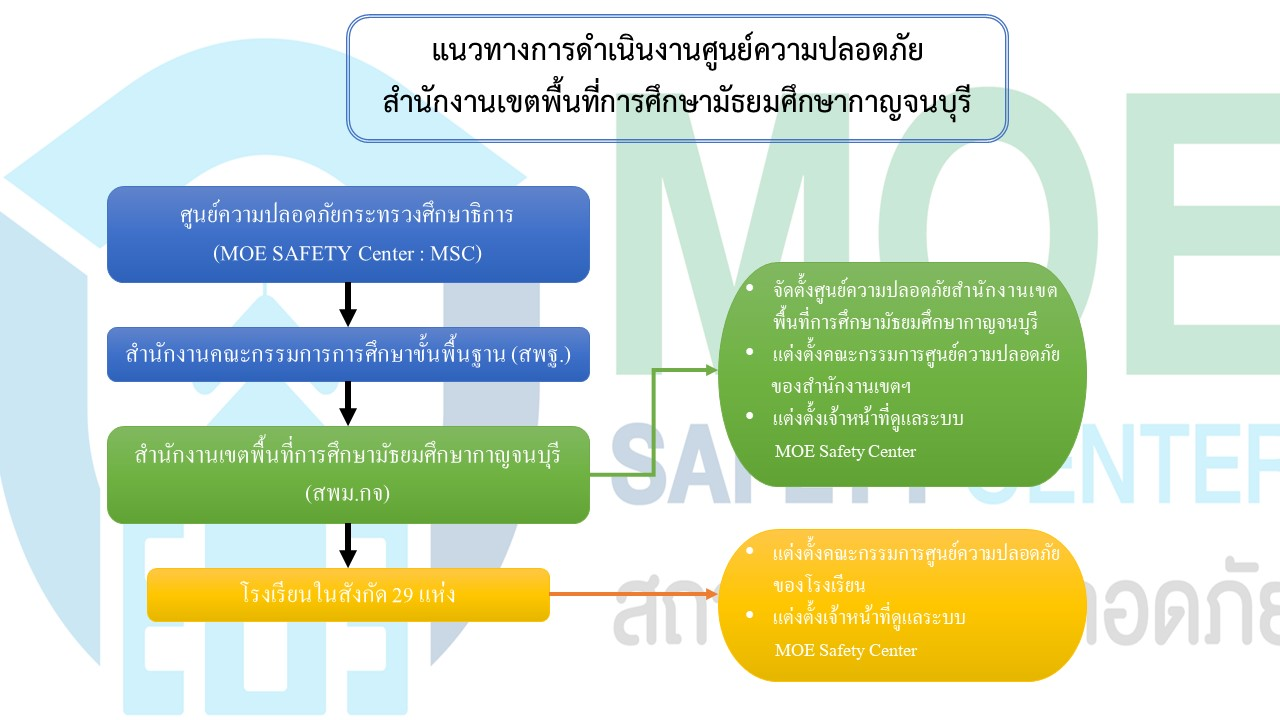 แนวทางการดำเนินงานศูนย์ความปลอดภัย
สำนักงานเขตพื้นที่การศึกษามัธยมศึกษากาญจนบุรี
ศูนย์ความปลอดภัยกระทรวงศึกษาธิการ
(MOE SAFETY Center : MSC)
สำนักงานคณะกรรมการการศึกษาขั้นพื้นฐาน (สพฐ.)
สำนักงานเขตพื้นที่การศึกษามัธยมศึกษากาญจนบุรี
(สพม.กจ)
โรงเรียนในสังกัด 29 แห่ง
• จัดตั้งศูนย์ความปลอดภัยสำนักงานเขต
พื้นที่การศึกษามัธยมศึกษากาญจนบุรี
• แต่งตั้งคณะกรรมการศูนย์ความปลอดภัย
ของสำนักงานเขตฯ
• แต่งตั้งเจ้าหน้าที่ดูแลระบบ
MOE Safety Center
• แต่งตั้งคณะกรรมการศูนย์ความปลอดภัย
ของโรงเรียน
• แต่งตั้งเจ้าหน้าที่ดูแลระบบ
MOE Safety Center
MOE